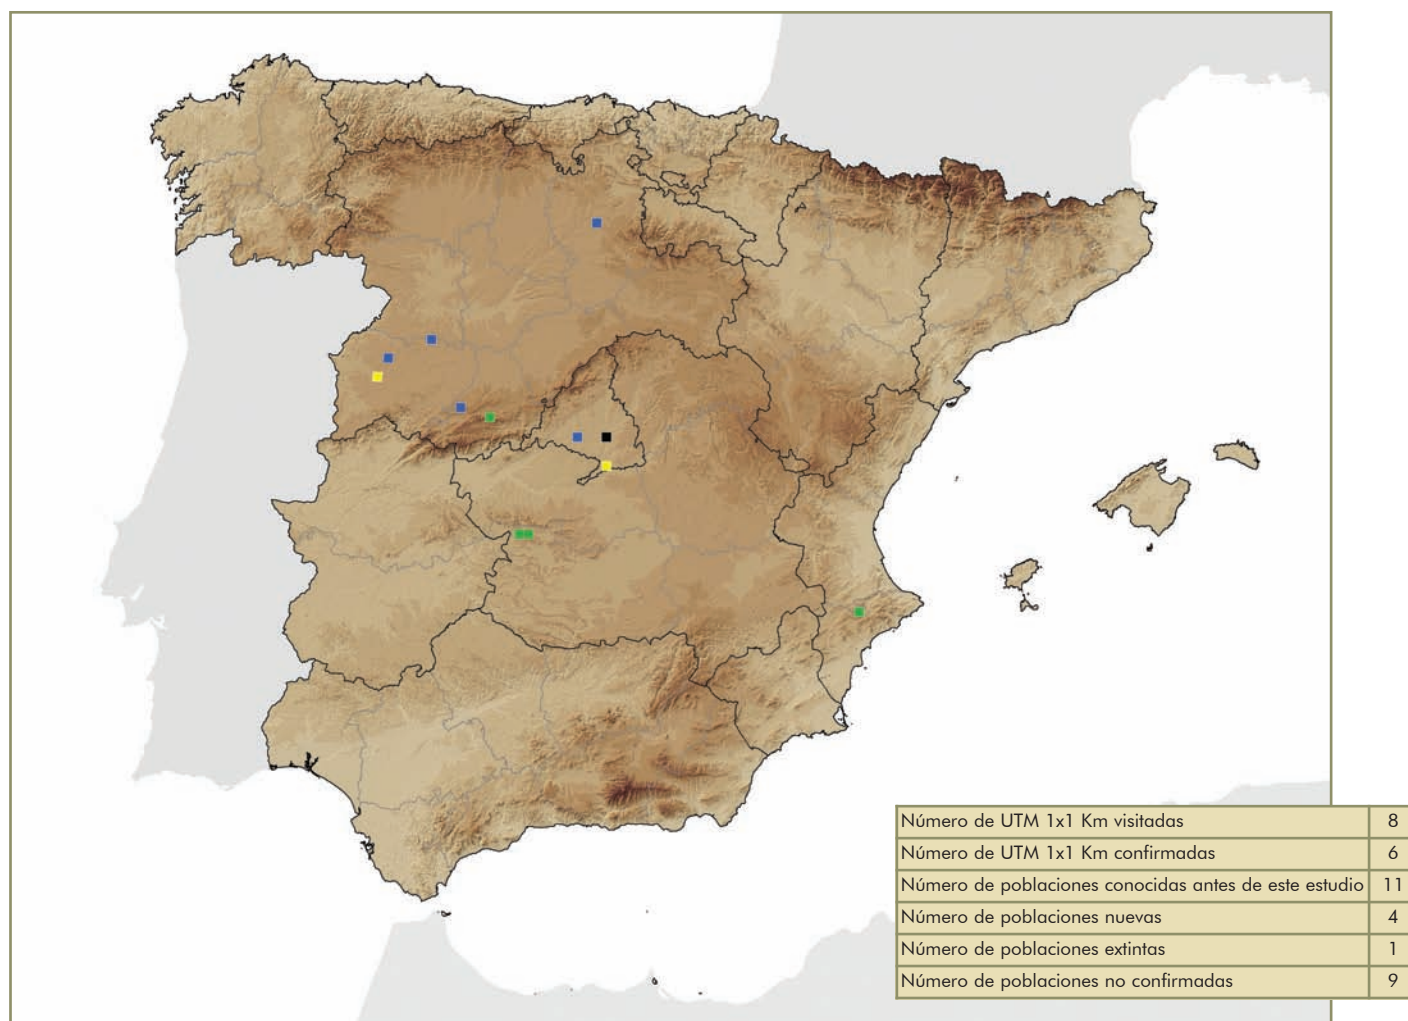 Número de UTM 1x1 Km visitadas 8
Número de UTM 1x1 Km confirmadas 6
Número de poblaciones conocidas antes de este estudio 11
Número de poblaciones nuevas 4
Número de poblaciones extintas 1
Número de poblaciones no confirmadas 9